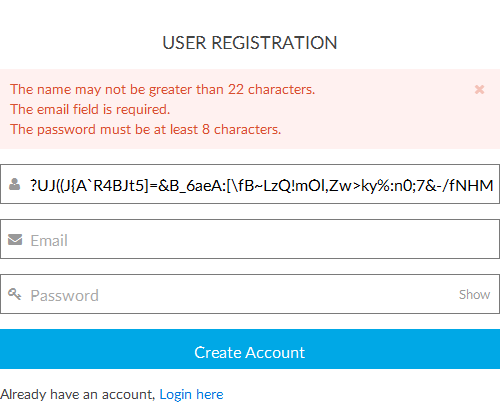 USER REGISTRATION
The name may not be greater than 22 characters.
The email field is required.
The password must be at least 8 characters.
?UJ((J{A`R4BJt5]=&B_6aeA:[\fB~LzQ!mOl,Zw>ky%:n0;7&-/fNHM
Email
Password Show
Create Account
Already have an account, Login here